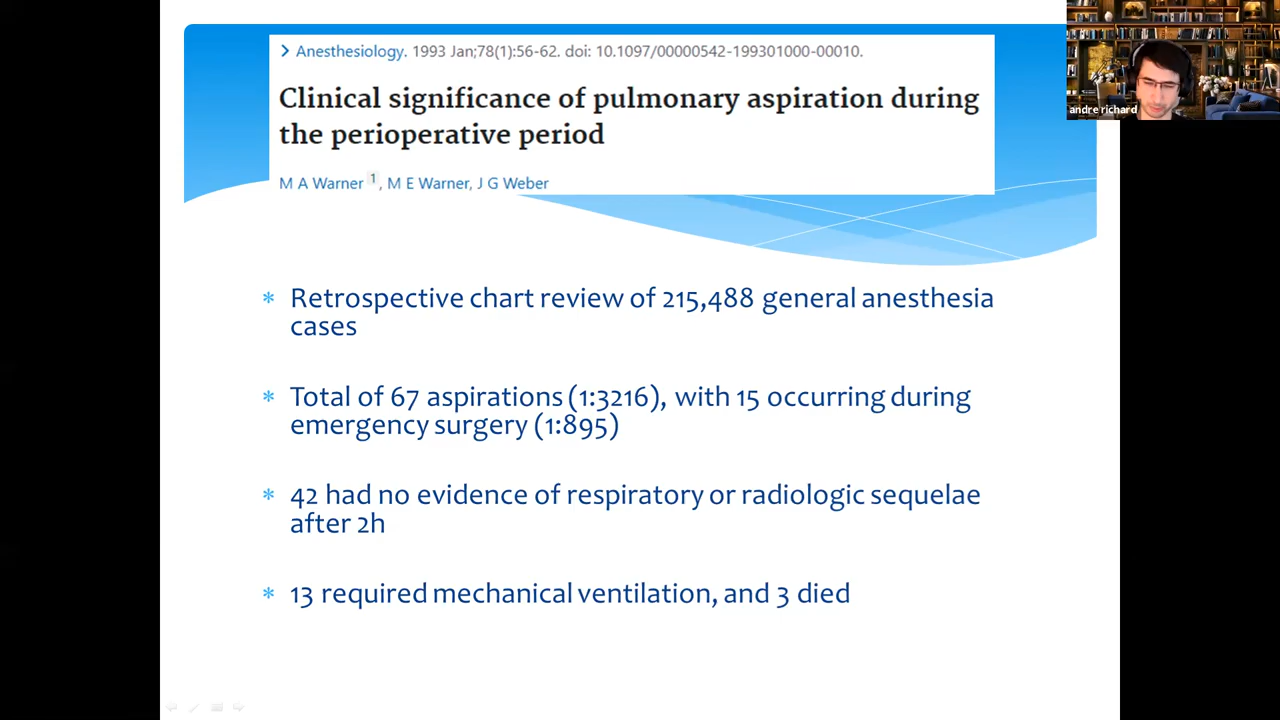 Anesthesiology. 1993 Jan;78(1):56-62. doi: 10.1097/00000542-199301000-00010.
Clinical significance of pulmonary aspiration during
the perioperative period
M A Warner 1, M E Warner, J G Weber
andre richard
* Retrospective chart review of 215,488 general anesthesia
cases
* Total of 67 aspirations (1:3216), with 15 occurring during
emergency surgery (1:895)
* 42 had no evidence of respiratory or radiologic sequelae
after 2h
* 13 required mechanical ventilation, and 3 died